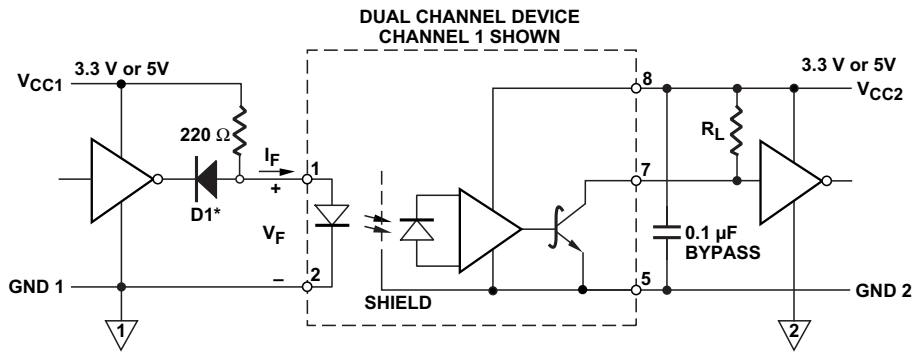 DUAL CHANNEL DEVICE
CHANNEL 1 SHOWN
3.3 V or 5V
VCC1
220 Ω
D1*
IF
+
1
VF
–
2
GND 1
1
SHIELD
8
7
5
3.3 V or 5V
VCC2
RL
0.1 µF
BYPASS
GND 2
2